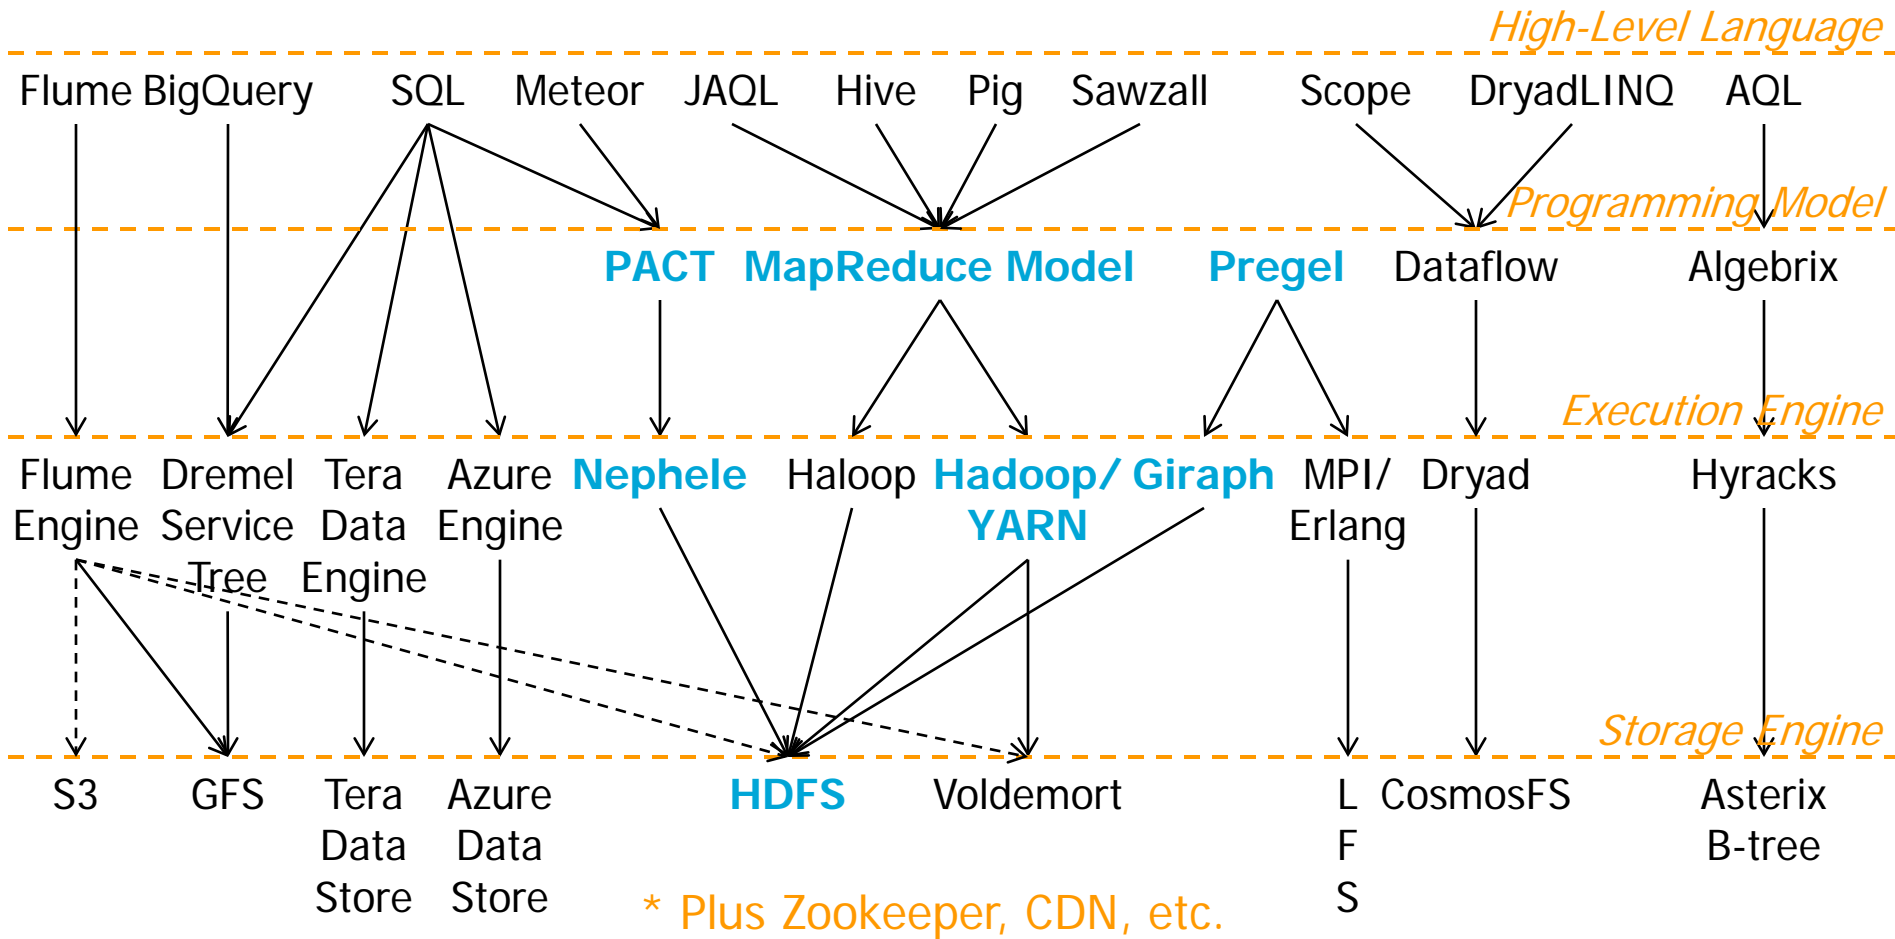 High-Level Language
Flume BigQuery SQL Meteor JAQL Hive Pig Sawzall Scope DryadLINQ AQL
Programming Model
PACT MapReduce Model Pregel Dataflow Algebrix
Execution Engine
Flume Dremel Tera Azure Nephele Haloop Hadoop/ Giraph MPI/ Dryad Hyracks
Engine Service Data Engine YARN Erlang
Tree Engine
Storage Engine
S3 GFS Tera Azure HDFS Voldemort L CosmosFS Asterix
Data Data F B-tree
Store Store S
* Plus Zookeeper, CDN, etc.